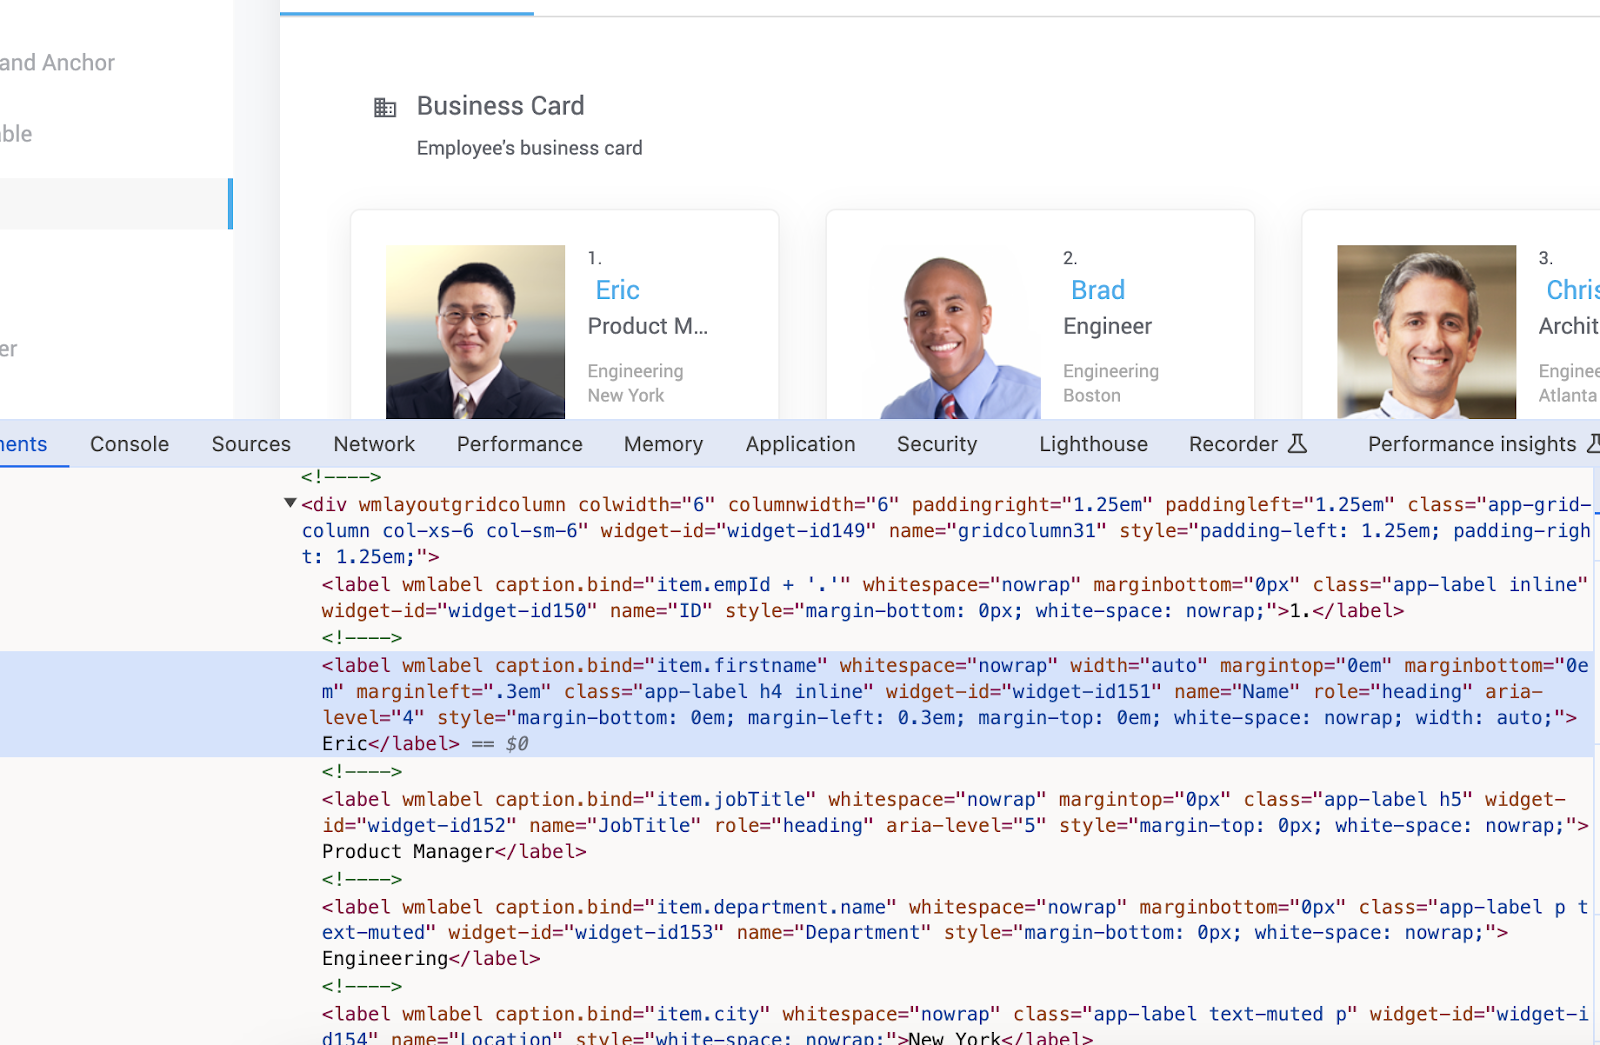 and Anchor
able
er
Business Card
Employee's business card
1.
Eric
Product M...
Engineering
New York
2.
Brad
Engineer
Engineering
Boston
3.
Chris
Archit
Enginee
Atlanta
ments Console Sources Network Performance Memory Application Security Lighthouse Recorder Performance insights
<!---->
<div wmlayoutgridcolumn colwidth="6" columnwidth="6" paddingright="1.25em" paddingleft="1.25em" class="app-grid-
column col-xs-6 col-sm-6" widget-id="widget-id149" name="gridcolumn31" style="padding-left: 1.25em; padding-righ
t: 1.25em;">
<label wmlabel caption.bind="item.empId + '.'" whitespace="nowrap" marginbottom="0px" class="app-label inline"
widget-id="widget-id150" name="ID" style="margin-bottom: 0px; white-space: nowrap;">1.</label>
<!---->
<label wmlabel caption.bind="item.firstname" whitespace="nowrap" width="auto" margintop="0em" marginbottom="0e
m" marginleft=".3em" class="app-label h4 inline" widget-id="widget-id151" name="Name" role="heading" aria-
level="4" style="margin-bottom: 0em; margin-left: 0.3em; margin-top: 0em; white-space: nowrap; width: auto;">
Eric</label> == $0
<!---->
<label wmlabel caption.bind="item.jobTitle" whitespace="nowrap" margintop="0px" class="app-label h5" widget-
id="widget-id152" name="JobTitle" role="heading" aria-level="5" style="margin-top: 0px; white-space: nowrap;">
Product Manager</label>
<!---->
<label wmlabel caption.bind="item.department.name" whitespace="nowrap" marginbottom="0px" class="app-label p t
ext-muted" widget-id="widget-id153" name="Department" style="margin-bottom: 0px; white-space: nowrap;">
Engineering</label>
<!---->
<label wmlabel caption.bind="item.city" whitespace="nowrap" class="app-label text-muted p" widget-id="widget-i
d154" name="Location" style="white-space: nowrap;">New York</label>